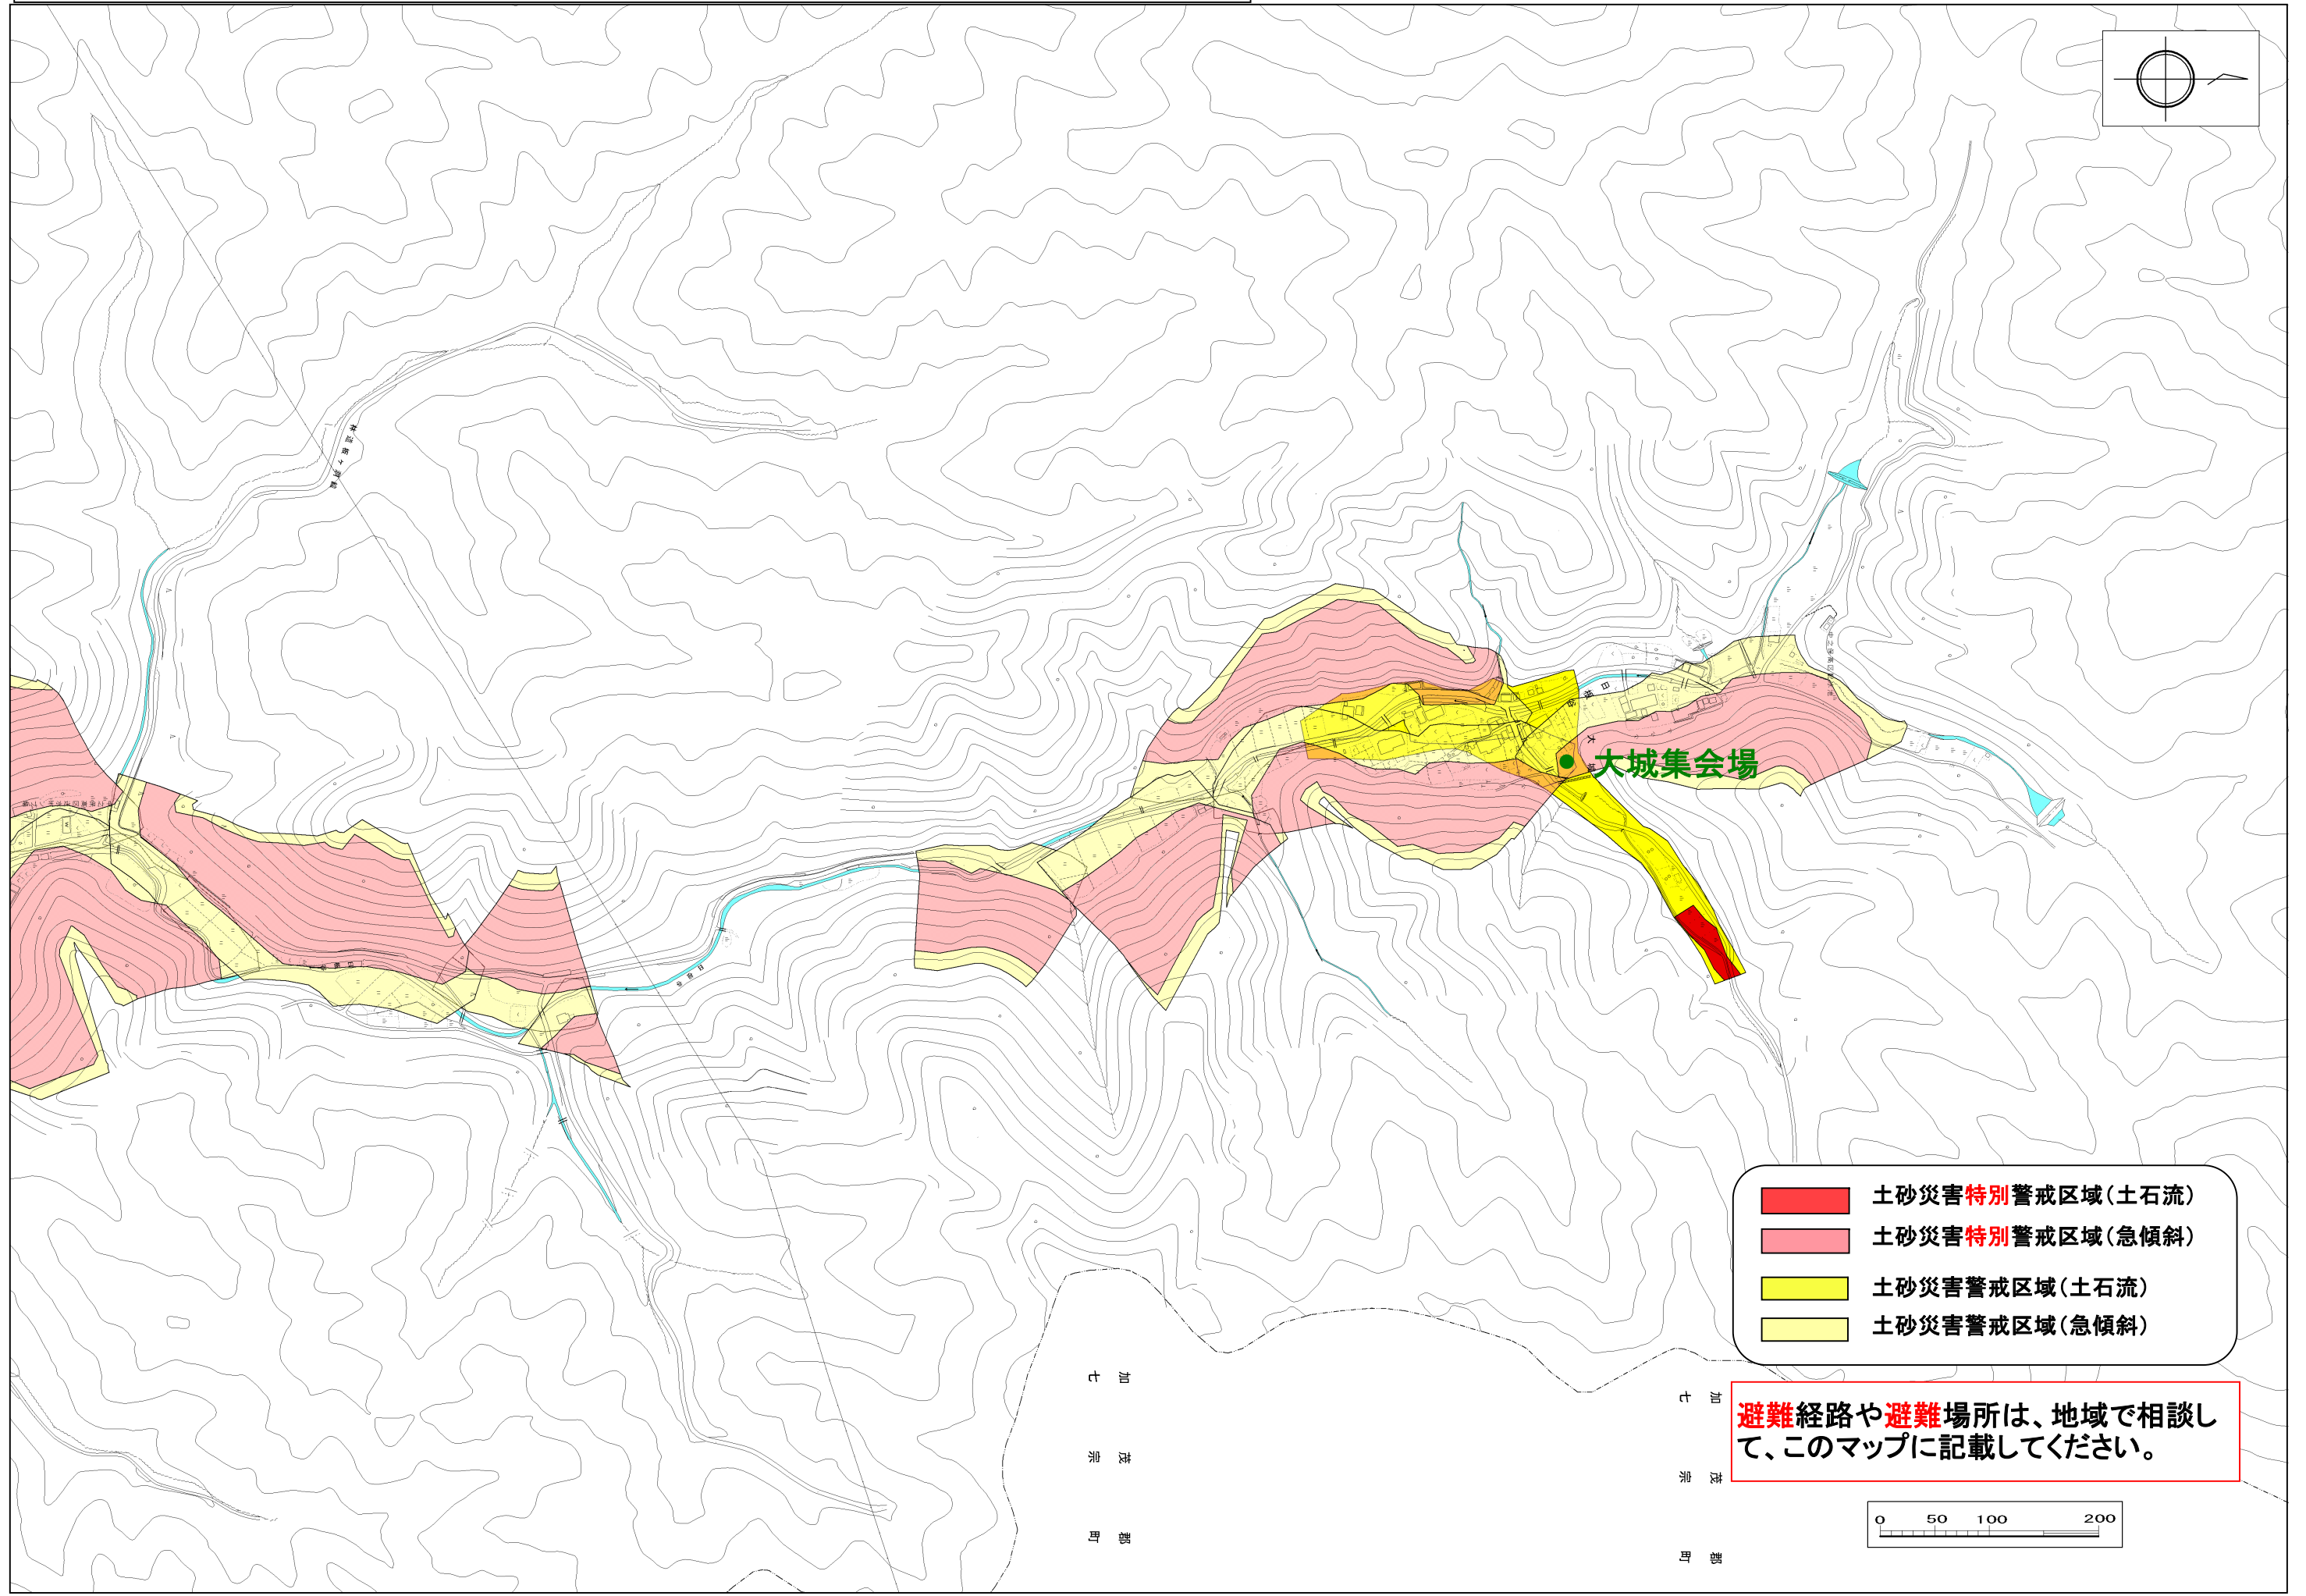 大城集会場
土砂災害特別警戒区域(土石流)
土砂災害特別警戒区域(急傾斜)
土砂災害警戒区域(土石流)
土砂災害警戒区域(急傾斜)
避難経路や避難場所は、地域で相談し
て、このマップに記載してください。
0 50 100 200
加茂郡
七宗町
加茂郡
七宗町
大城